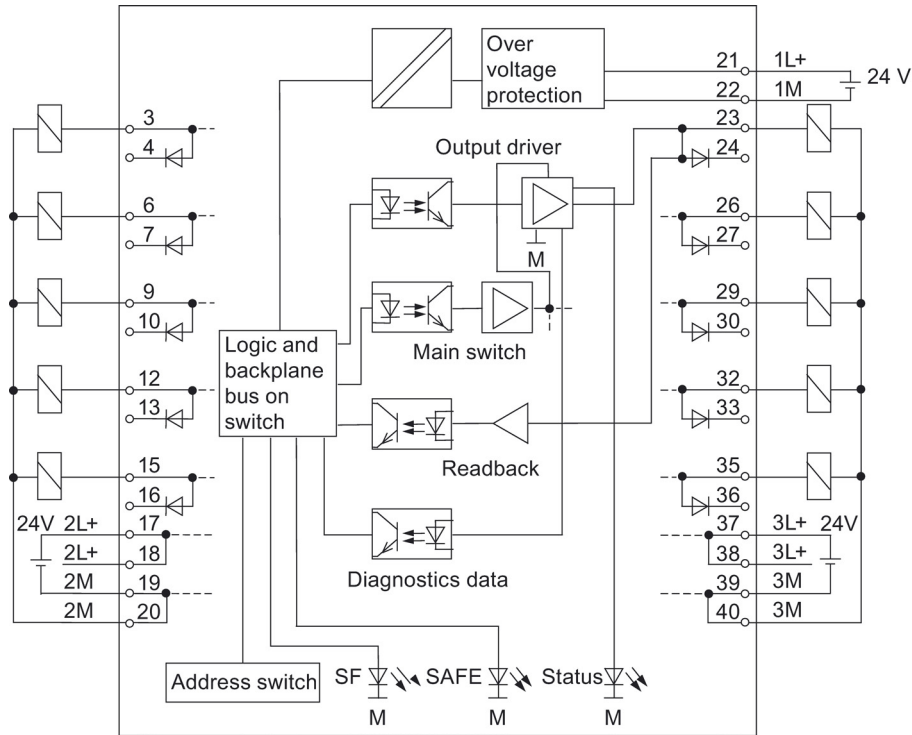 Over
voltage
protection
21
1L+
24 V
22
1M
3
23
4
24
Output driver
6
26
7
27
M
9
29
10
30
Logic and
backplane
bus on
switch
Main switch
12
32
13
33
15
Readback
35
16
36
24V
2L+
17
37
3L+
24V
2L+
18
38
3L+
2M
19
39
3M
Diagnostics data
2M
20
40
3M
Address switch
SF
SAFE
Status
M
M
M